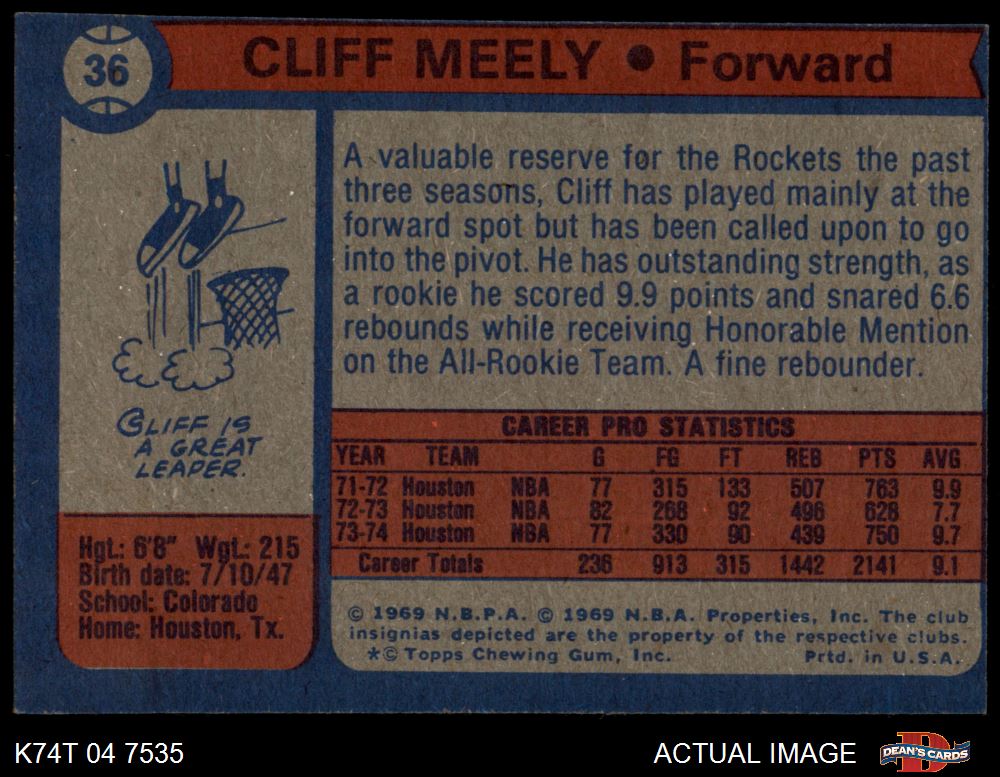 36
CLIFF MEELY ● Forward
A valuable reserve for the Rockets the past
three seasons, Cliff has played mainly at the
forward spot but has been called upon to go
into the pivot. He has outstanding strength, as
a rookie he scored 9.9 points and snared 6.6
rebounds while receiving Honorable Mention
on the All-Rookie Team. A fine rebounder.
CLIFF IS
A GREAT
LEAPER.
Hgt.: 6'8" Wgt.: 215
Birth date: 7/10/47
School: Colorado
Home: Houston, Tx.
CAREER PRO STATISTICS
YEAR TEAM G FG FT REB PTS AVG
71-72 Houston NBA 77 315 133 507 763 9.9
72-73 Houston NBA 82 268 92 496 628 7.7
73-74 Houston NBA 77 330 90 439 750 9.7
Career Totals 236 913 315 1442 2141 9.1
© 1969 N.B.P.A. © 1969 N.B.A. Properties, Inc. The club
insignias depicted are the property of the respective clubs.
*© Topps Chewing Gum, Inc. Prtd. in U.S.A.
K74T 04 7535
ACTUAL IMAGE
DEAN'S CARDS